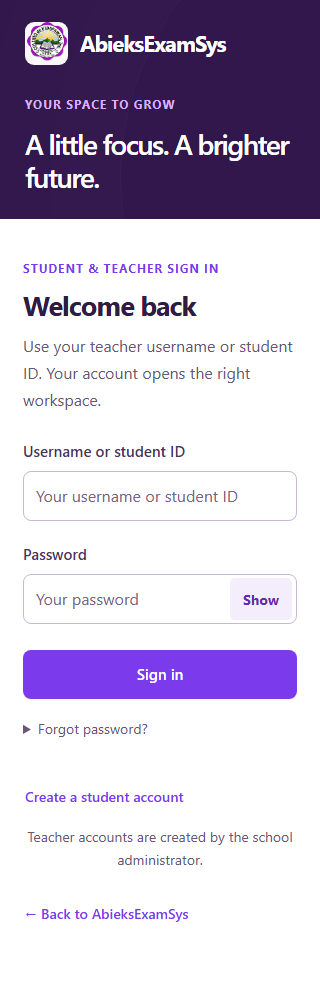 AbieksExamSys
YOUR SPACE TO GROW
A little focus. A brighter
future.
STUDENT & TEACHER SIGN IN
Welcome back
Use your teacher username or student
ID. Your account opens the right
workspace.
Username or student ID
Your username or student ID
Password
Your password
Show
Sign in
Forgot password?
Create a student account
Teacher accounts are created by the school
administrator.
← Back to AbieksExamSys